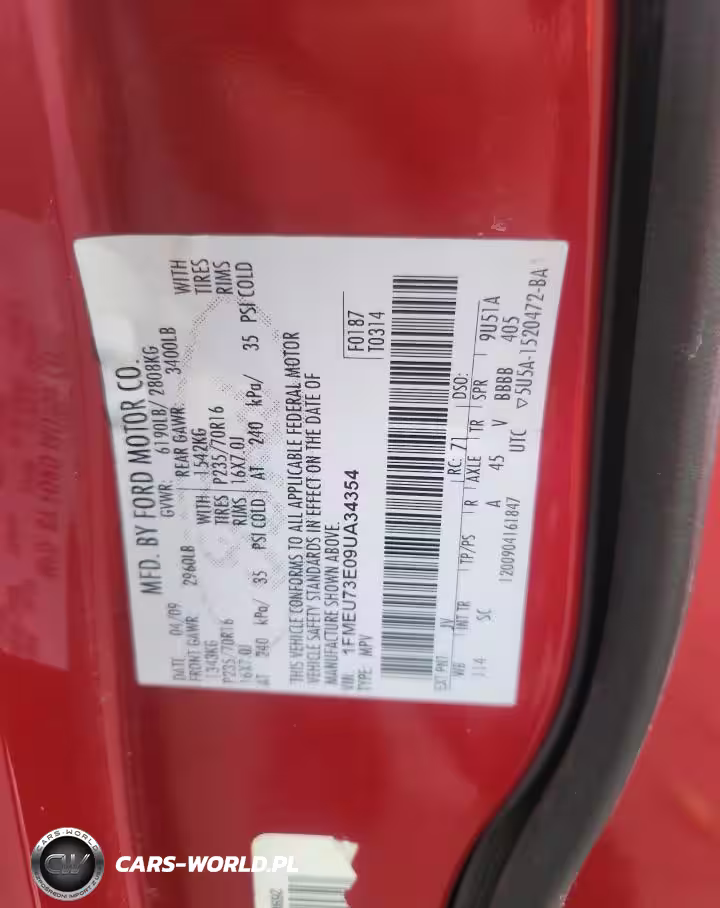 MFD. BY FORD MOTOR CO.
DATE 04/09 GVWR: 6190LB/ 2808KG
FRONT GAWR 2960LB REAR GAWR: 3400LB
1343KG WITH 1542KG WITH
P235/70R16 TIRES P235/70R16 TIRES
16X7.0J RIMS 16X7.0J RIMS
AT 240 kPa/ 35 PSI COLD AT 240 kPa/ 35 PSI COLD
THIS VEHICLE CONFORMS TO ALL APPLICABLE FEDERAL MOTOR
VEHICLE SAFETY STANDARDS IN EFFECT ON THE DATE OF
MANUFACTURE SHOWN ABOVE.
VIN: 1FMEU73E09UA34354 F0187
TYPE: MPV T0314
EXT PNT: RC: 71 DSO:
WB INT TR TP/PS R AXLE TR SPR 9U51A
114 SC A 45 V BBBB 405
1200904161847 UTC ▽5U5A-1520472-BA
CARS-WORLD
CW
CARS-WORLD.PL